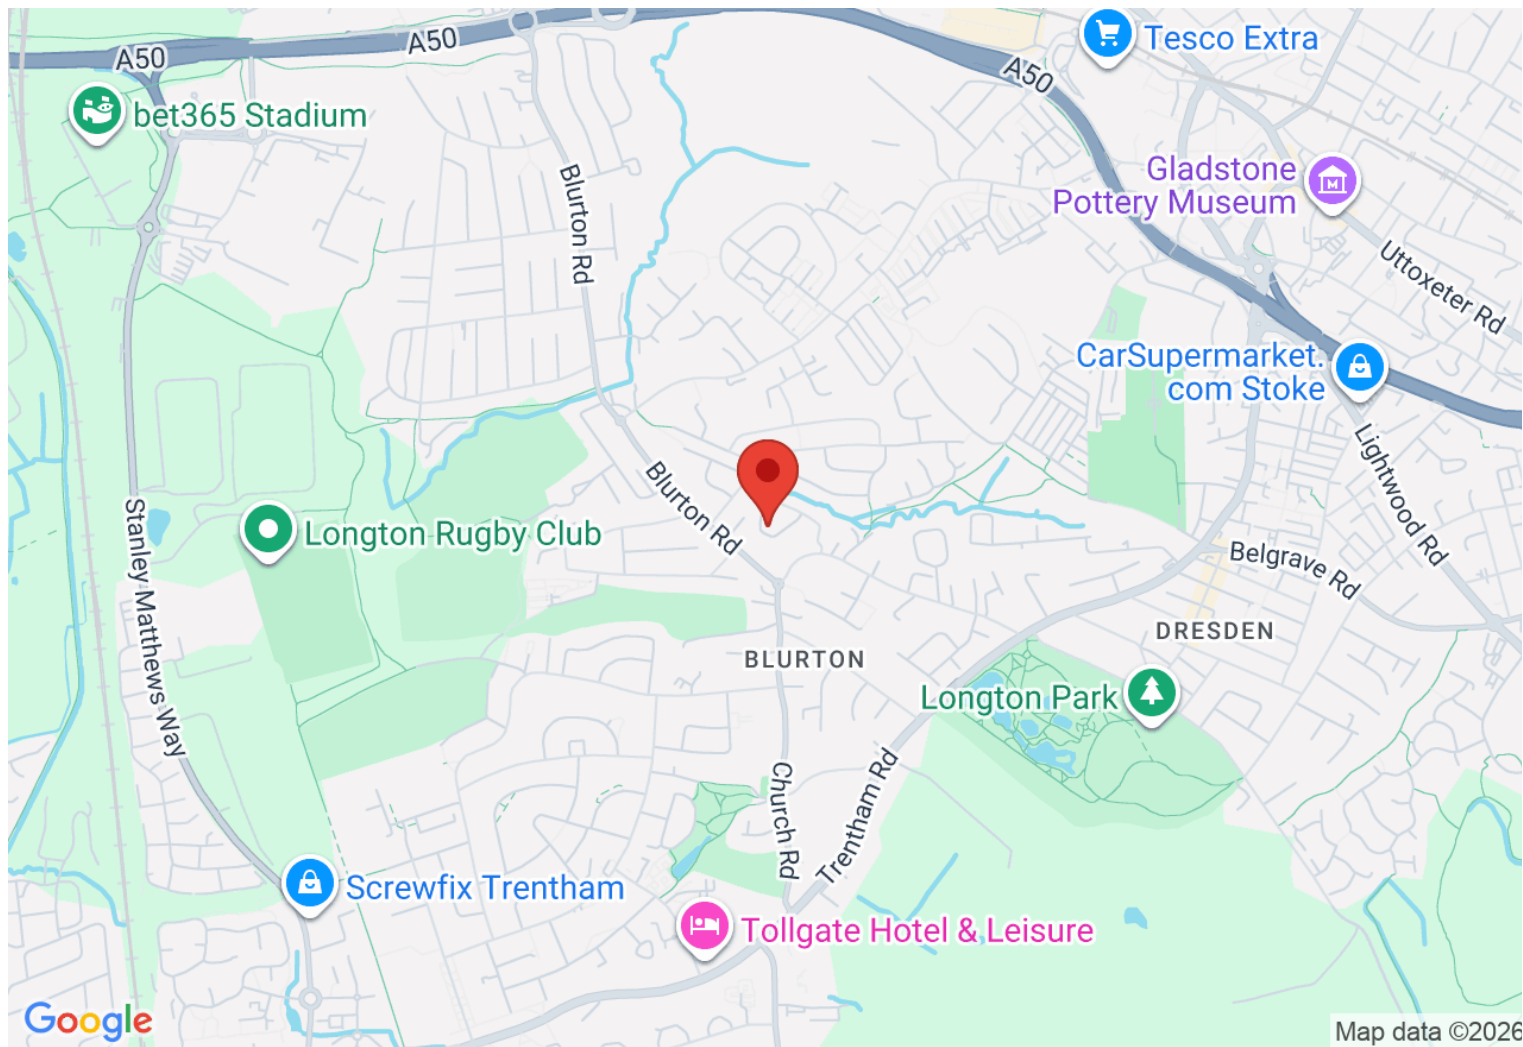 A50
A50
Tesco Extra
A50
bet365 Stadium
Gladstone
Pottery Museum
Blurton Rd
Uttoxeter Rd
CarSupermarket.
com Stoke
Lightwood Rd
Blurton Rd
Longton Rugby Club
Stanley Matthews Way
Belgrave Rd
DRESDEN
BLURTON
Longton Park
Church Rd
Trentham Rd
Screwfix Trentham
Tollgate Hotel & Leisure
Google
Map data ©2026